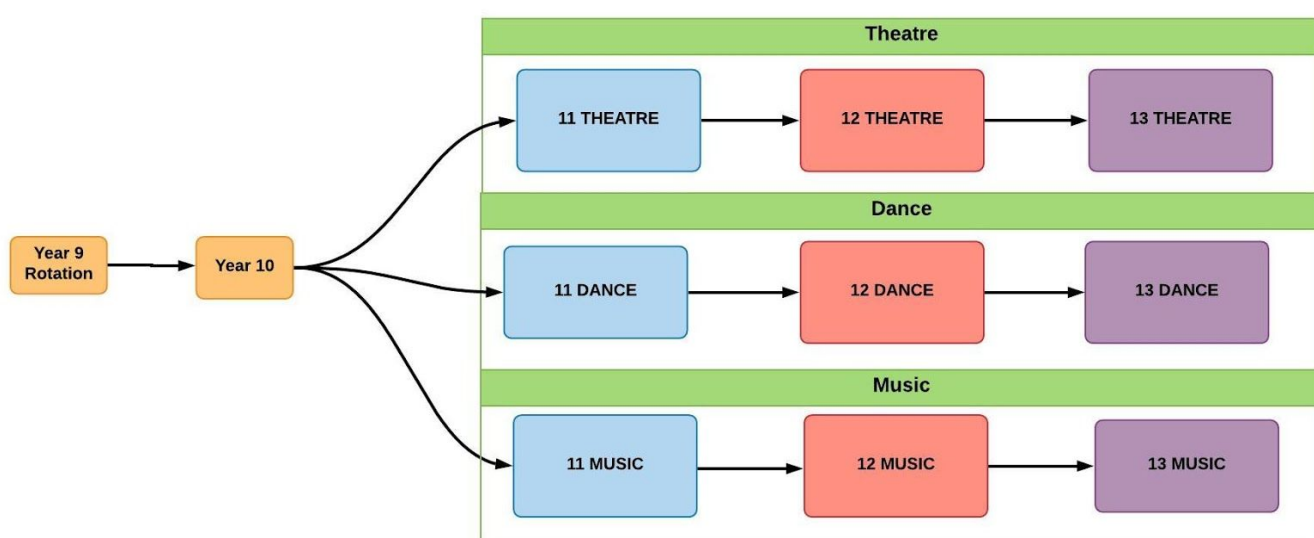 Theatre
11 THEATRE
12 THEATRE
13 THEATRE
Dance
Year 9
Rotation
Year 10
11 DANCE
12 DANCE
13 DANCE
Music
11 MUSIC
12 MUSIC
13 MUSIC